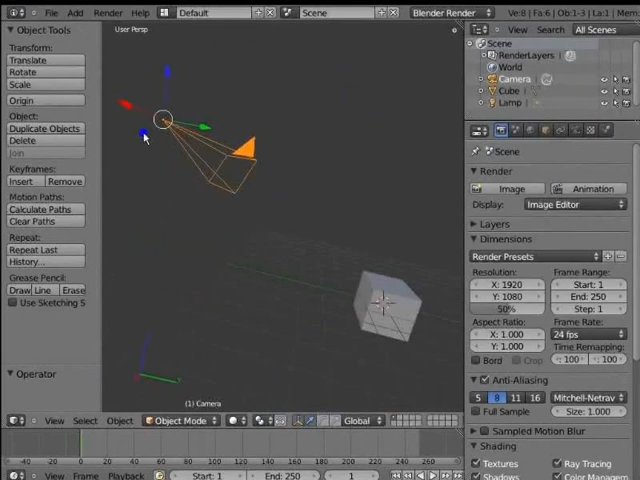 File Add Render Help Default Scene Blender Render Ve:8 | Fa:6 | Ob:1-3 | La:1 | Mem:
Object Tools
User Persp
View Search All Scenes
Transform:
Translate
Rotate
Scale
Origin
Object:
Duplicate Objects
Delete
Join
Keyframes:
Insert Remove
Motion Paths:
Calculate Paths
Clear Paths
Repeat:
Repeat Last
History...
Grease Pencil:
Draw Line Erase
Use Sketching S
Operator
(1) Camera
View Select Object Object Mode Global
-40 -20 0 20 40 60 80 100 120 140 160 180 200 220 240 260
View Frame Playback Start: 1 End: 250 1
Scene
RenderLayers
World
Camera
Cube
Lamp
Scene
Render
Image Animation
Display: Image Editor
Layers
Dimensions
Render Presets
Resolution: Frame Range:
X: 1920 Start: 1
Y: 1080 End: 250
50% Step: 1
Aspect Ratio: Frame Rate:
X: 1.000 24 fps
Y: 1.000 Time Remapping:
Bord Crop : 100 : 100
Anti-Aliasing
5 8 11 16 Mitchell-Netrav
Full Sample Size: 1.000
Sampled Motion Blur
Shading
Textures Ray Tracing
Shadows Color Manage